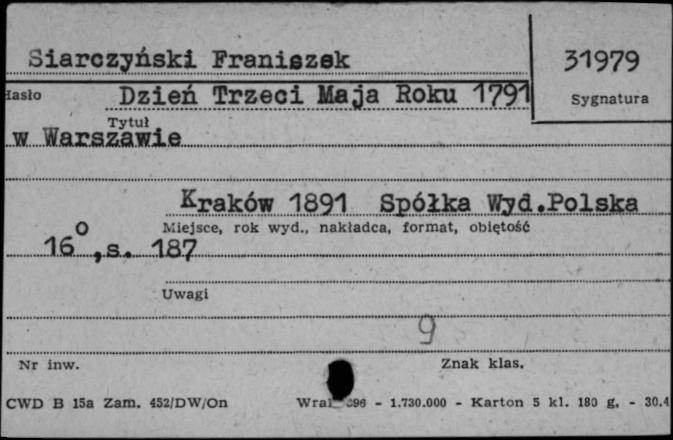 Siarczyński Franiszek
31979
Hasło
Dzień Trzeci Maja Roku 1791
Sygnatura
Tytuł
w Warszawie
Kraków 1891 Spółka Wyd.Polska
Miejsce, rok wyd., nakładca, format, objętość
16°,s. 187
Uwagi
9
Nr inw.
Znak klas.
CWD B 15a Zam. 452/DW/On
396 - 1.730.000 - Karton 5 kl. 180 g. - 30.4